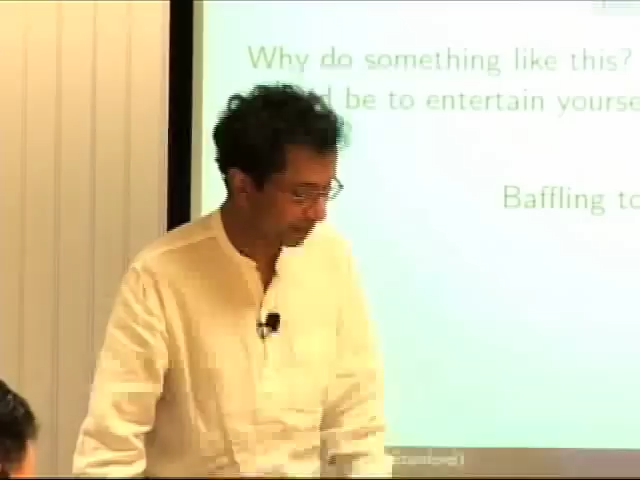 Why do something like this?
be to entertain yourse
Baffling to